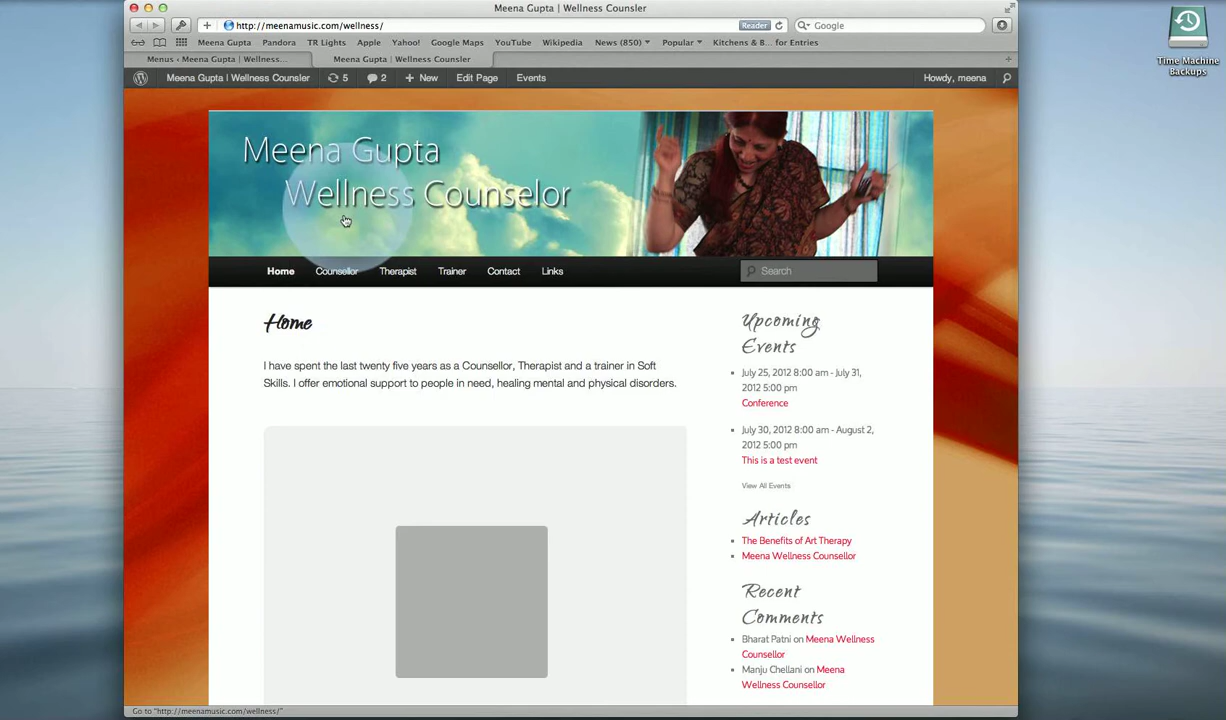 Meena Gupta | Wellness Counsler
http://meenamusic.com/wellness/
Reader
Google
Meena Gupta Pandora TR Lights Apple Yahoo! Google Maps YouTube Wikipedia News (850) Popular Kitchens & B... for Entries
Menus ‹ Meena Gupta | Wellness... Meena Gupta | Wellness Counsler
Meena Gupta | Wellness Counsler 5 2 + New Edit Page Events Howdy, meena
Time Machine
Backups
Meena Gupta
Wellness Counselor
Home Counsellor Therapist Trainer Contact Links Search
Home
I have spent the last twenty five years as a Counsellor, Therapist and a trainer in Soft
Skills. I offer emotional support to people in need, healing mental and physical disorders.
Upcoming
Events
July 25, 2012 8:00 am - July 31,
2012 5:00 pm
Conference
July 30, 2012 8:00 am - August 2,
2012 5:00 pm
This is a test event
View All Events
Articles
The Benefits of Art Therapy
Meena Wellness Counsellor
Recent
Comments
Bharat Patni on Meena Wellness
Counsellor
Manju Chellani on Meena
Wellness Counsellor
Go to "http://meenamusic.com/wellness/"